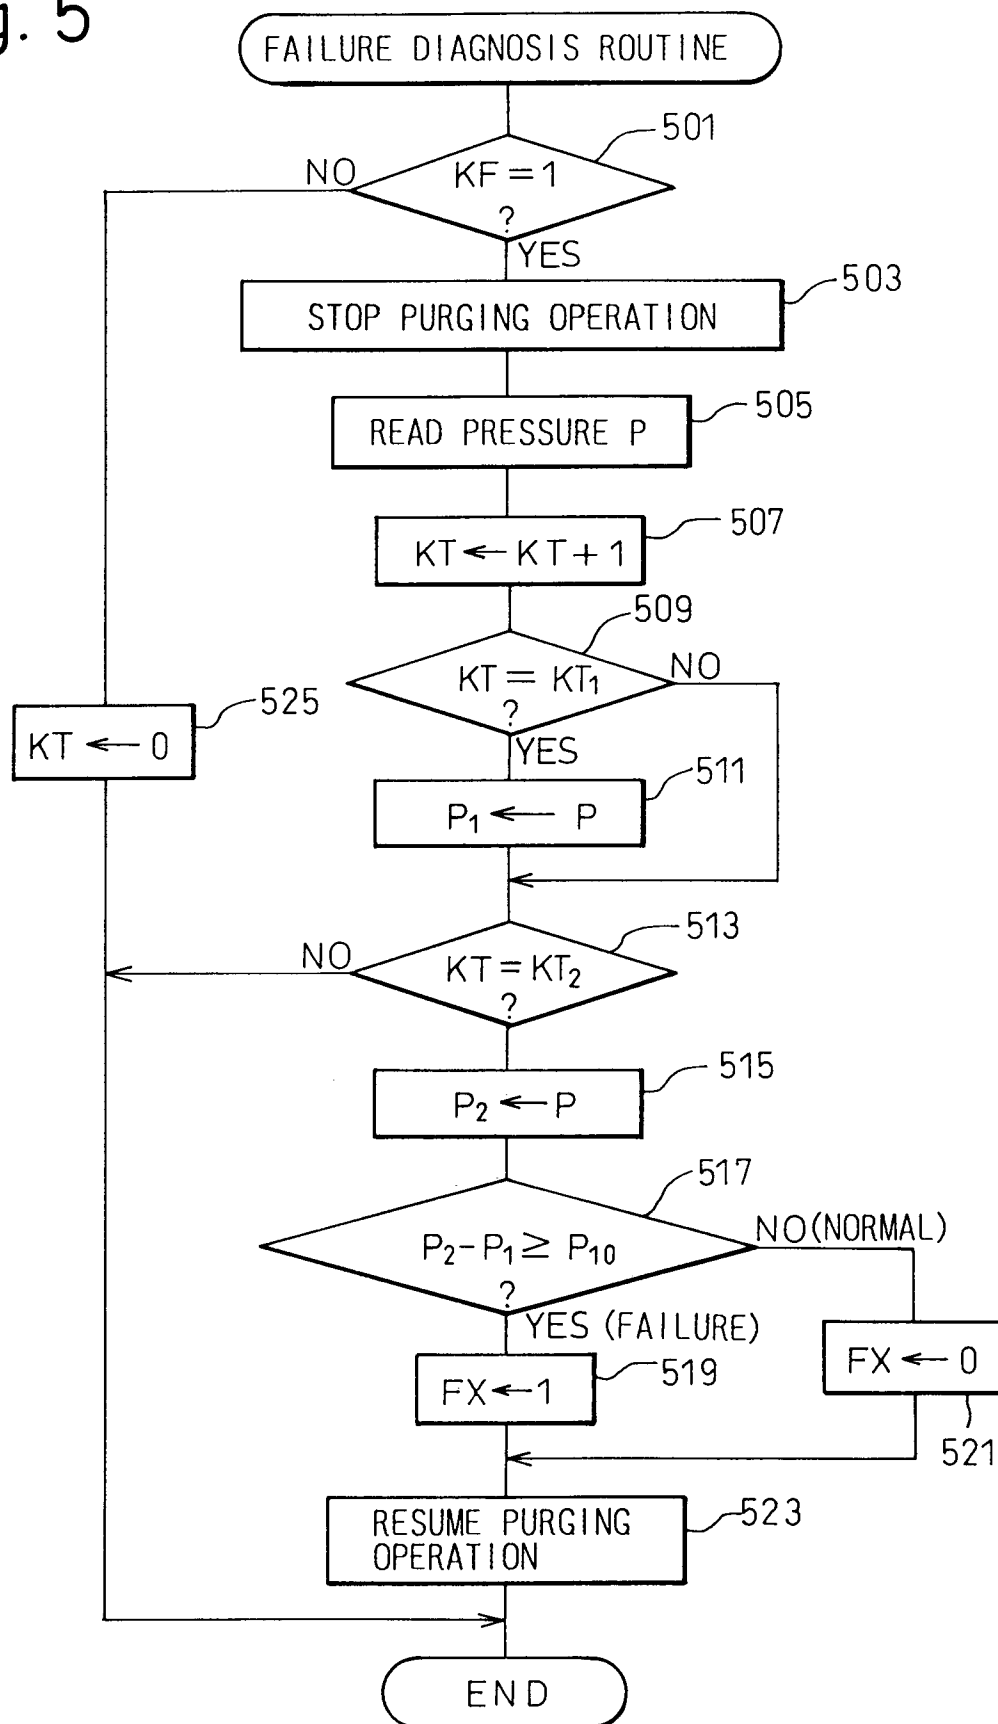 g. 5
FAILURE DIAGNOSIS ROUTINE
501
KF = 1
?
NO
YES
503
STOP PURGING OPERATION
505
READ PRESSURE P
507
KT ← KT + 1
509
KT = KT₁
?
NO
YES
525
KT ← 0
511
P₁ ← P
513
NO
KT = KT₂
?
515
P₂ ← P
517
P₂ - P₁ ≥ P₁₀
?
NO (NORMAL)
YES (FAILURE)
519
FX ← 1
FX ← 0
521
523
RESUME PURGING
OPERATION
END